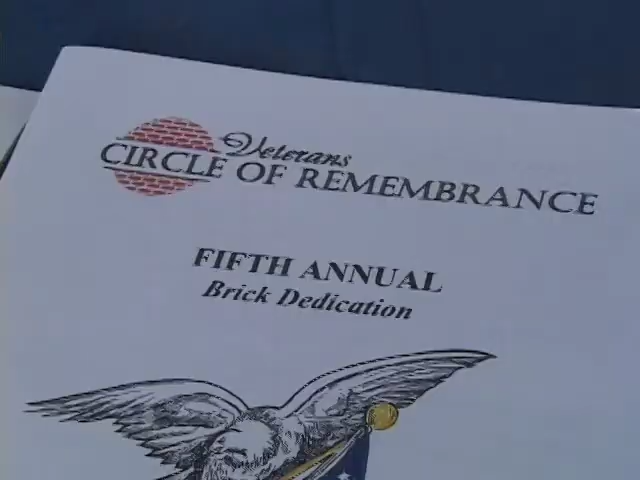 Veterans
CIRCLE OF REMEMBRANCE
FIFTH ANNUAL
Brick Dedication